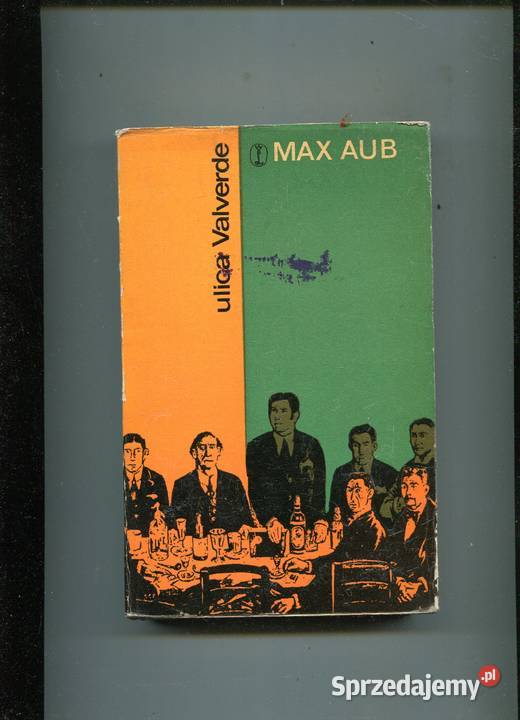 MAX AUB
ulica Valverde
Sprzedajemy.pl